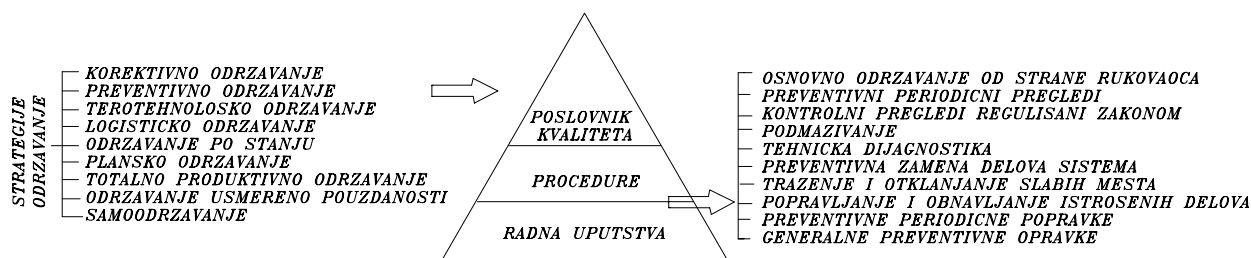 STRATEGIJE
ODRZAVANJE
KOREKTIVNO ODRZAVANJE
PREVENTIVNO ODRZAVANJE
TEROTEHNOLOSKO ODRZAVANJE
LOGISTICKO ODRZAVANJE
ODRZAVANJE PO STANJU
PLANSKO ODRZAVANJE
TOTALNO PRODUKTIVNO ODRZAVANJE
ODRZAVANJE USMERENO POUZDANOSTI
SAMOODRZAVANJE
POSLOVNIK
KVALITETA
PROCEDURE
RADNA UPUTSTVA
OSNOVNO ODRZAVANJE OD STRANE RUKOVAOCA
PREVENTIVNI PERIODICNI PREGLEDI
KONTROLNI PREGLEDI REGULISANI ZAKONOM
PODMAZIVANJE
TEHNICKA DIJAGNOSTIKA
PREVENTIVNA ZAMENA DELOVA SISTEMA
TRAZENJE I OTKLANJANJE SLABIH MESTA
POPRAVLJANJE I OBNAVLJANJE ISTROSENIH DELOVA
PREVENTIVNE PERIODICNE POPRAVKE
GENERALNE PREVENTIVNE OPRAVKE